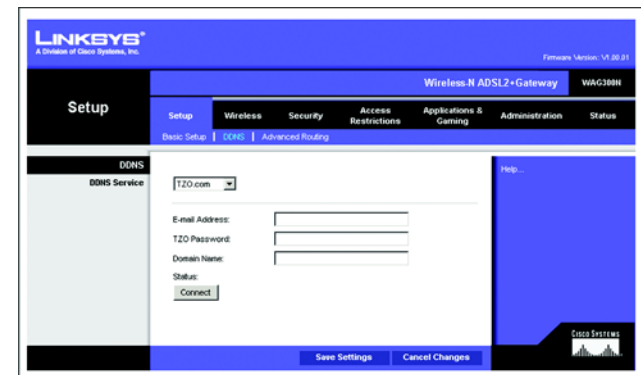 LINKSYS®
A Division of Cisco Systems, Inc.
Firmware Version: V1.00.01
Wireless-N ADSL2+Gateway WAG300N
Setup
Setup Wireless Security Access Restrictions Applications & Gaming Administration Status
Basic Setup | DDNS | Advanced Routing
DDNS
DDNS Service
TZO.com
Help...
E-mail Address:
TZO Password:
Domain Name:
Status:
Connect
Save Settings Cancel Changes
CISCO SYSTEMS